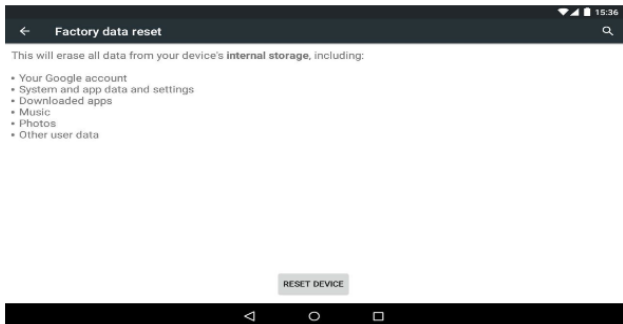 15:36
Factory data reset
This will erase all data from your device's internal storage, including:
• Your Google account
• System and app data and settings
• Downloaded apps
• Music
• Photos
• Other user data
RESET DEVICE